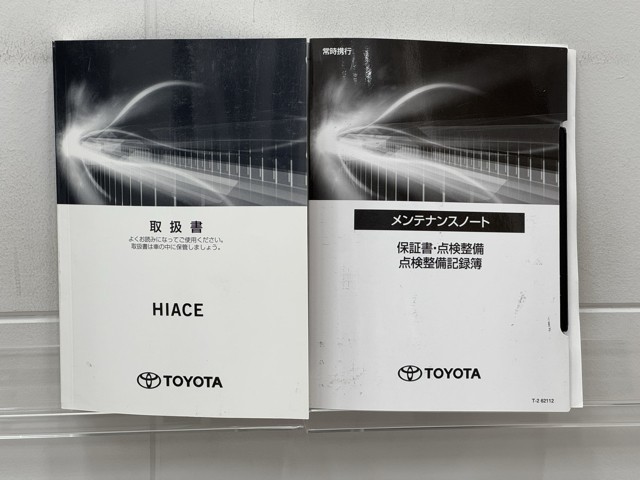 取扱書
よくお読みになってご使用ください。
取扱書は車の中に保管しましょう。
HIACE
TOYOTA
常時携行
メンテナンスノート
保証書・点検整備
点検整備記録簿
TOYOTA
T-2 62112